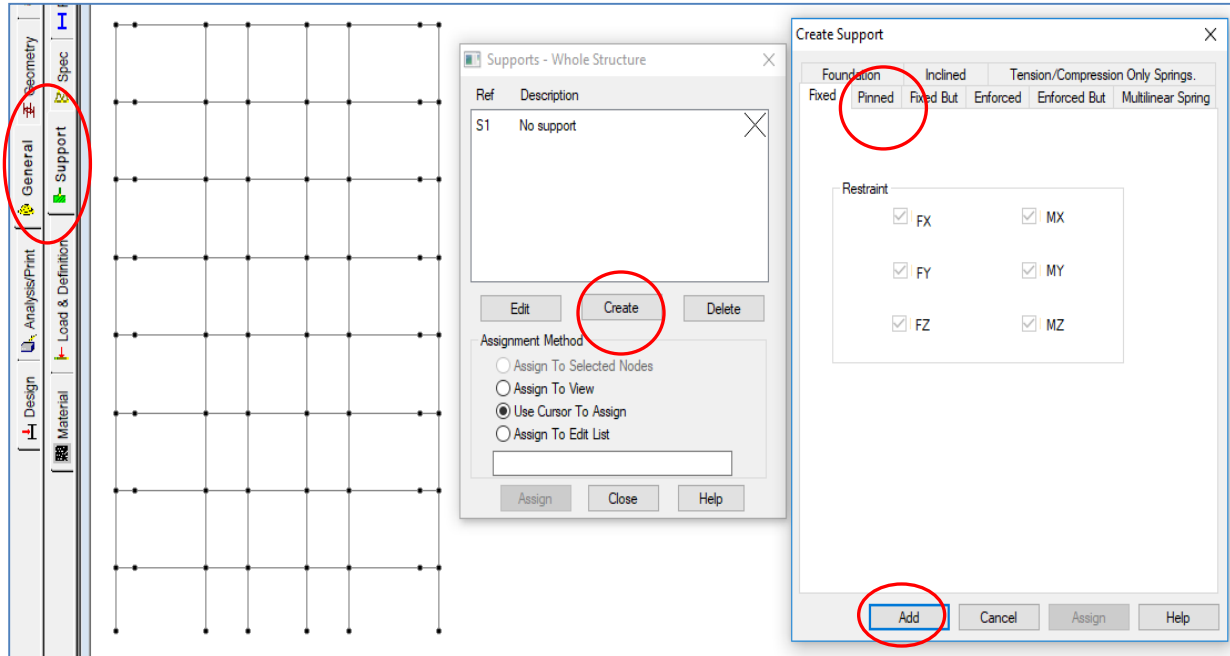 Geometry
General
Analysis/Print
Design
Spec
Support
Load & Definition
Material
Supports - Whole Structure
Ref Description
S1 No support
Edit Create Delete
Assignment Method
Assign To Selected Nodes
Assign To View
Use Cursor To Assign
Assign To Edit List
Assign Close Help
Create Support
Foundation Inclined Tension/Compression Only Springs.
Fixed Pinned Fixed But Enforced Enforced But Multilinear Spring
Restraint
FX MX
FY MY
FZ MZ
Add Cancel Assign Help